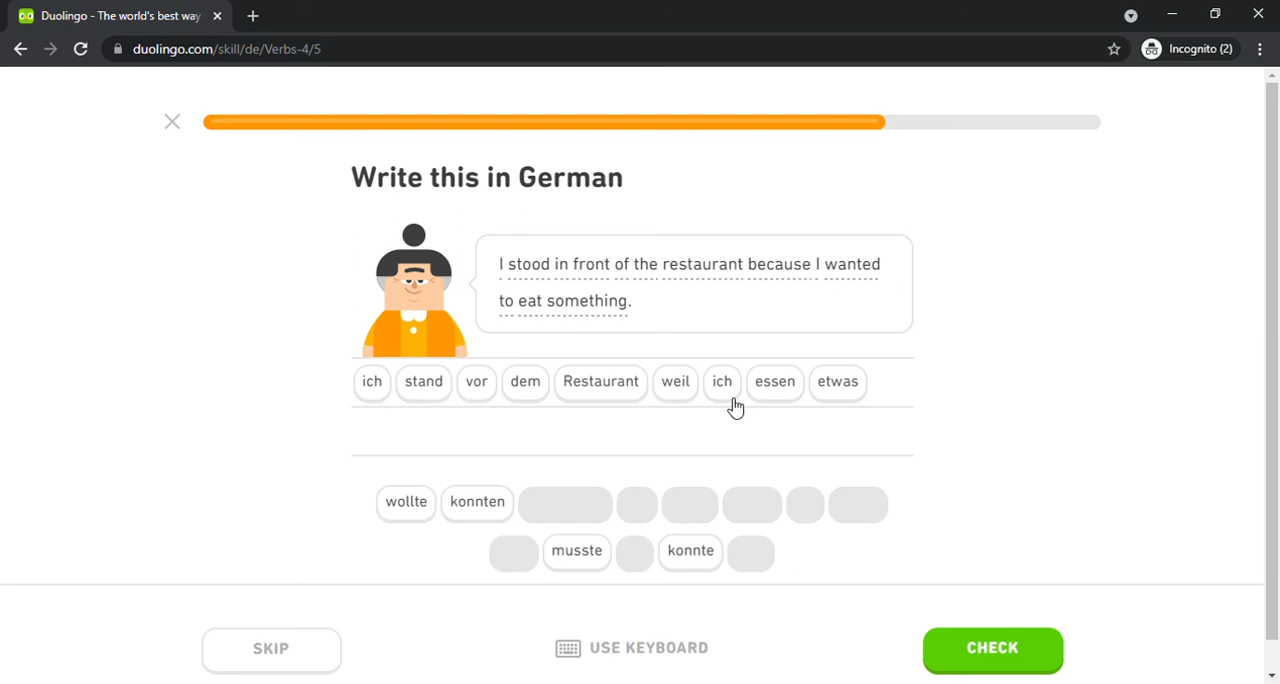 Duolingo - The world's best way
duolingo.com/skill/de/Verbs-4/5
Incognito (2)
Write this in German
I stood in front of the restaurant because I wanted
to eat something.
ich stand vor dem Restaurant weil ich essen etwas
wollte konnten
musste konnte
SKIP
USE KEYBOARD
CHECK